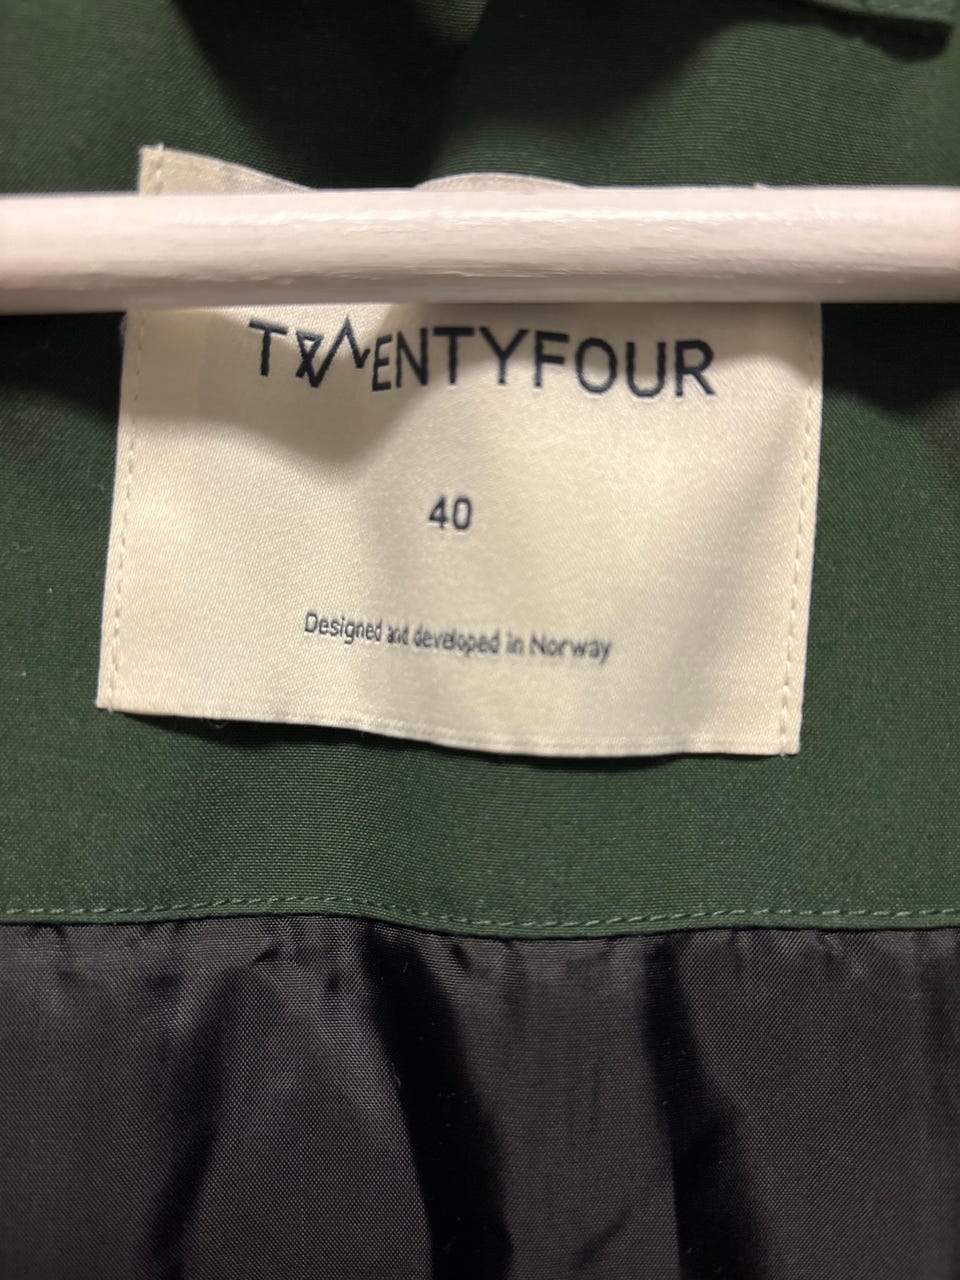 TWENTYFOUR
40
Designed and developed in Norway